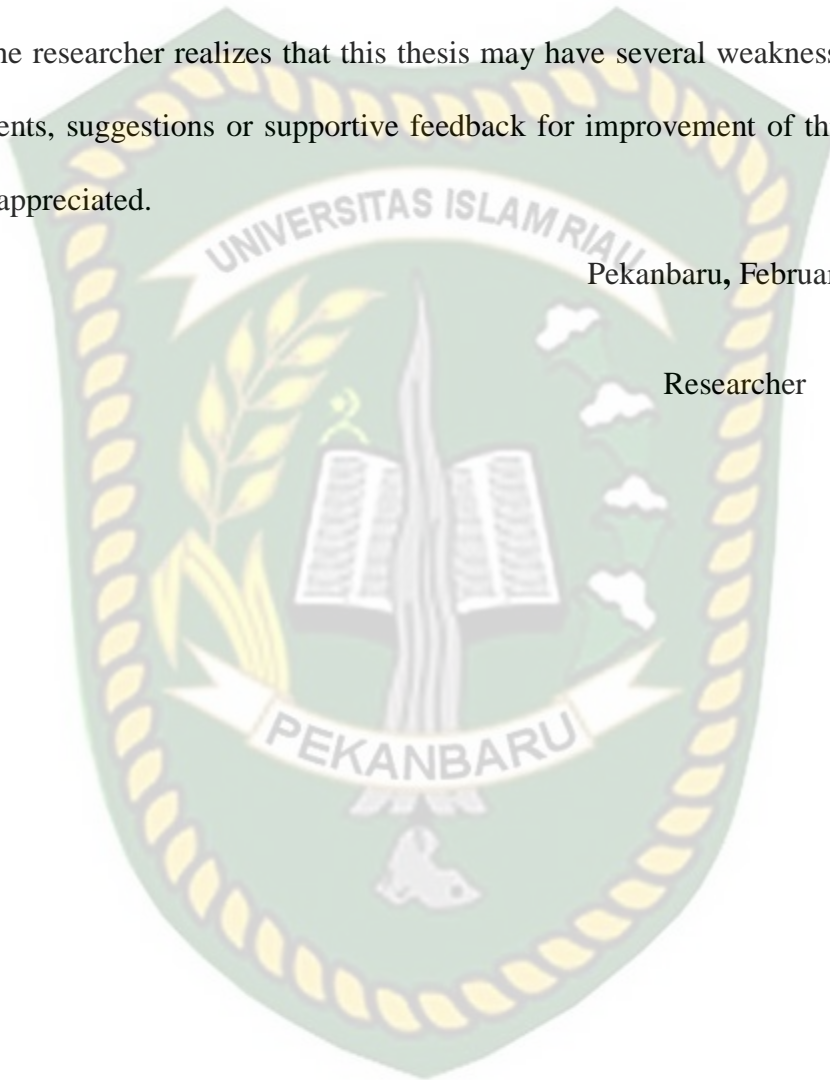 ne researcher realizes that this thesis may have several weakness
ents, suggestions or supportive feedback for improvement of th
appreciated.
UNIVERSITAS ISLAM RIAU
Pekanbaru, Februar
Researcher
PEKANBARU